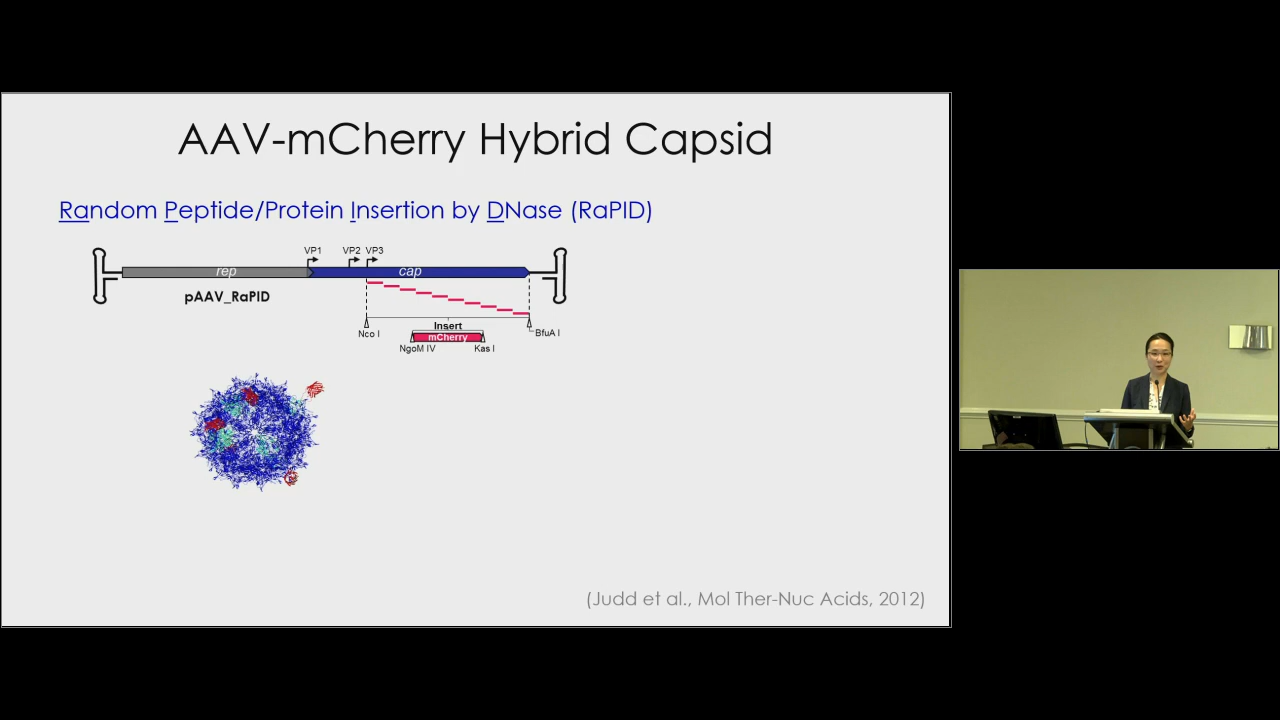 AAV-mCherry Hybrid Capsid
Random Peptide/Protein Insertion by DNase (RaPID)
VP1 VP2 VP3
rep cap
pAAV_RaPID
Nco I Insert BfuA I
mCherry
NgoM IV Kas I
(Judd et al., Mol Ther-Nuc Acids, 2012)